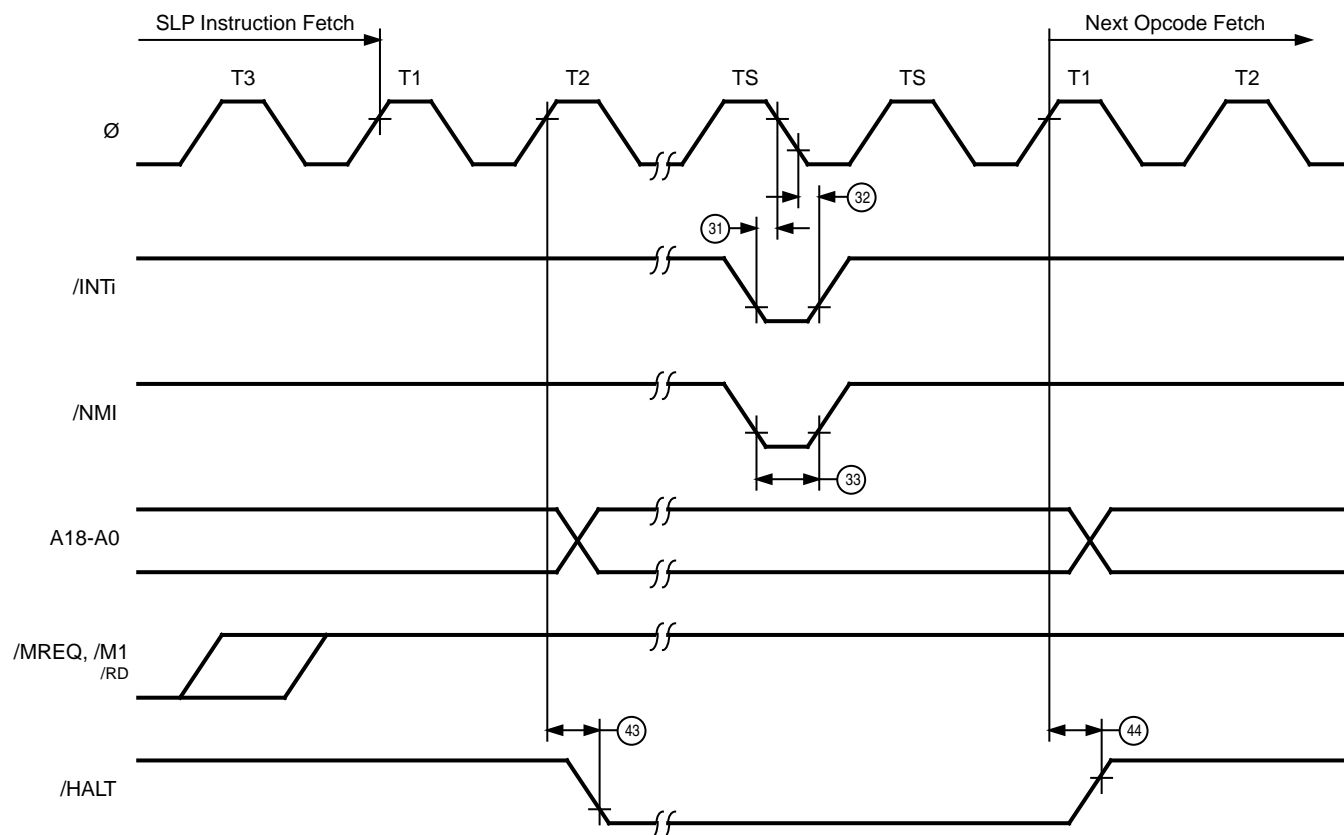 SLP Instruction Fetch
Next Opcode Fetch
T3
T1
T2
TS
TS
T1
T2
Ø
32
31
/INTi
/NMI
33
A18-A0
/MREQ, /M1
/RD
43
44
/HALT